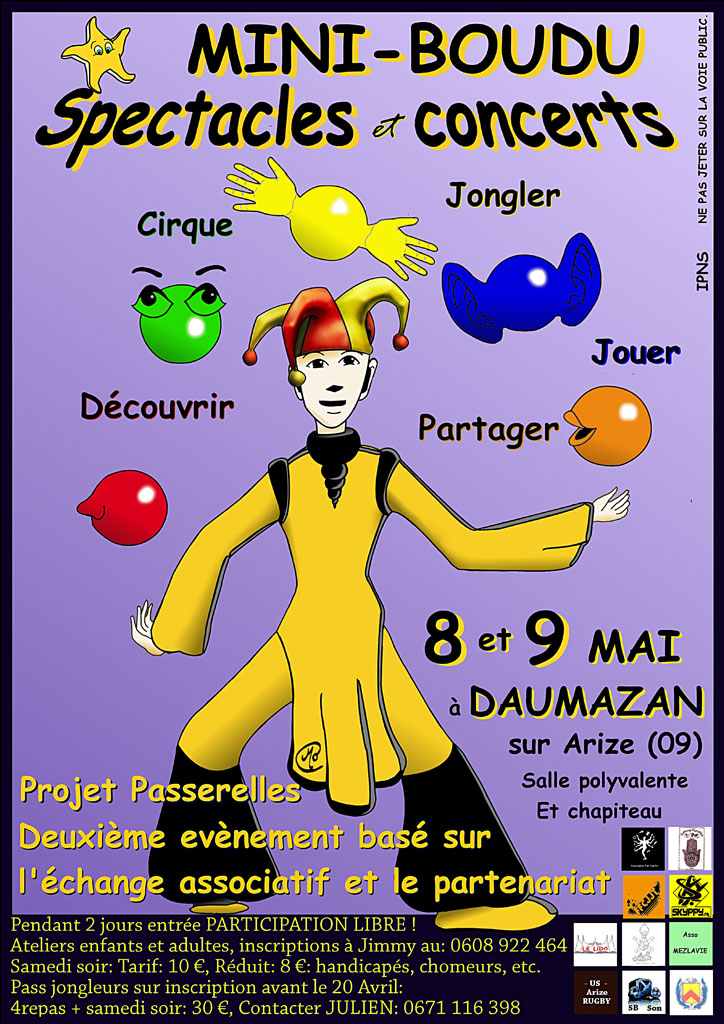 MINI-BOUDU
Spectacles et concerts
NE PAS JETER SUR LA VOIE PUBLIC.
IPNS
Jongler
Cirque
Jouer
Découvrir
Partager
8 et 9 MAI
à DAUMAZAN
sur Arize (09)
Salle polyvalente
Et chapiteau
Projet Passerelles
Deuxième evènement basé sur
l'échange associatif et le partenariat
SKYPPY.FR
Pendant 2 jours entrée PARTICIPATION LIBRE !
Ateliers enfants et adultes, inscriptions à Jimmy au: 0608 922 464
Samedi soir: Tarif: 10 €, Réduit: 8 €: handicapés, chomeurs, etc.
Pass jongleurs sur inscription avant le 20 Avril:
4repas + samedi soir: 30 €, Contacter JULIEN: 0671 116 398
LE LIDO
Asso
MEZLAVIE
- US -
Arize
RUGBY
SB Son